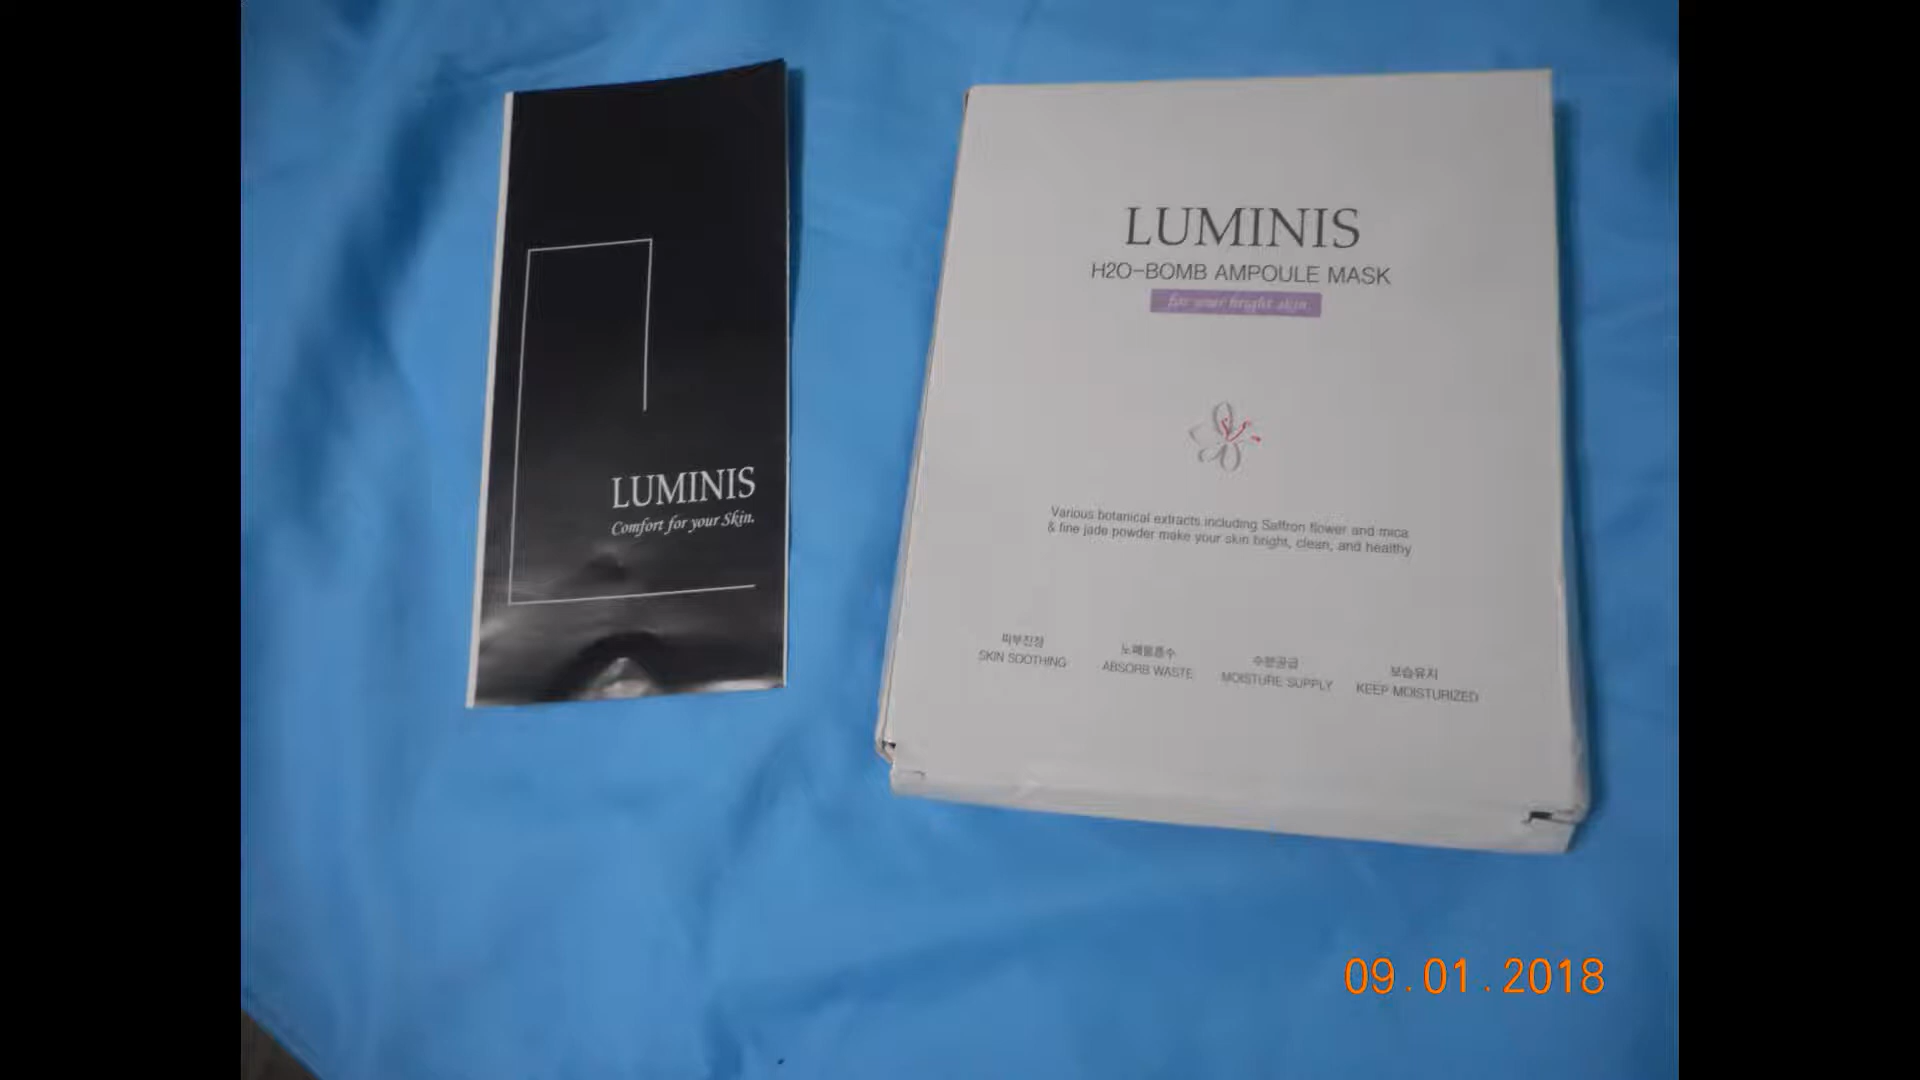 LUMINIS
Comfort for your Skin.
LUMINIS
H2O-BOMB AMPOULE MASK
for your bright skin
Various botanical extracts including Saffron flower and mica
& fine jade powder make your skin bright, clean, and healthy
피부진정
SKIN SOOTHING
노폐물흡수
ABSORB WASTE
수분공급
MOISTURE SUPPLY
보습유지
KEEP MOISTURIZED
09.01.2018